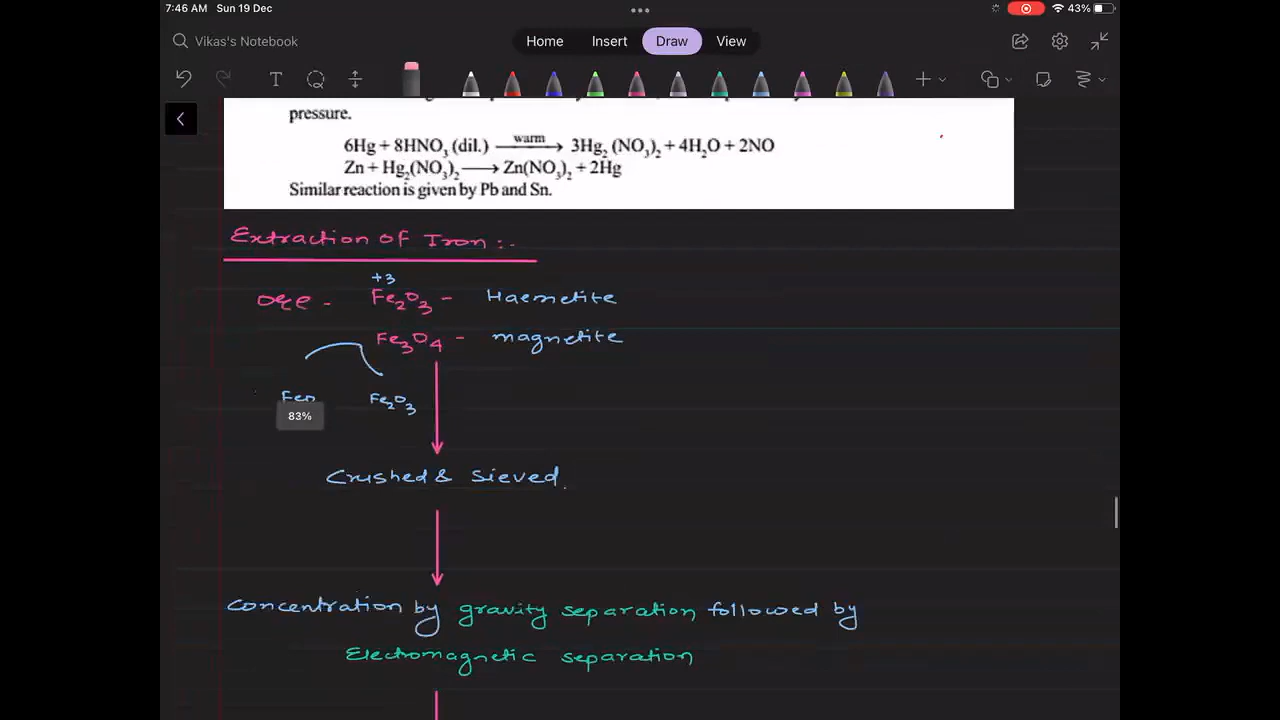 7:46 AM Sun 19 Dec 43%
Vikas's Notebook Home Insert Draw View
pressure.
6Hg + 8HNO3 (dil.) warm → 3Hg2 (NO3)2 + 4H2O + 2NO
Zn + Hg2(NO3)2 → Zn(NO3)2 + 2Hg
Similar reaction is given by Pb and Sn.
Extraction of Iron :-
+3
Ore - Fe2O3 - Haemetite
Fe3O4 - magnetite
FeO Fe2O3
83%
Crushed & Sieved.
Concentration by gravity separation followed by
Electromagnetic separation